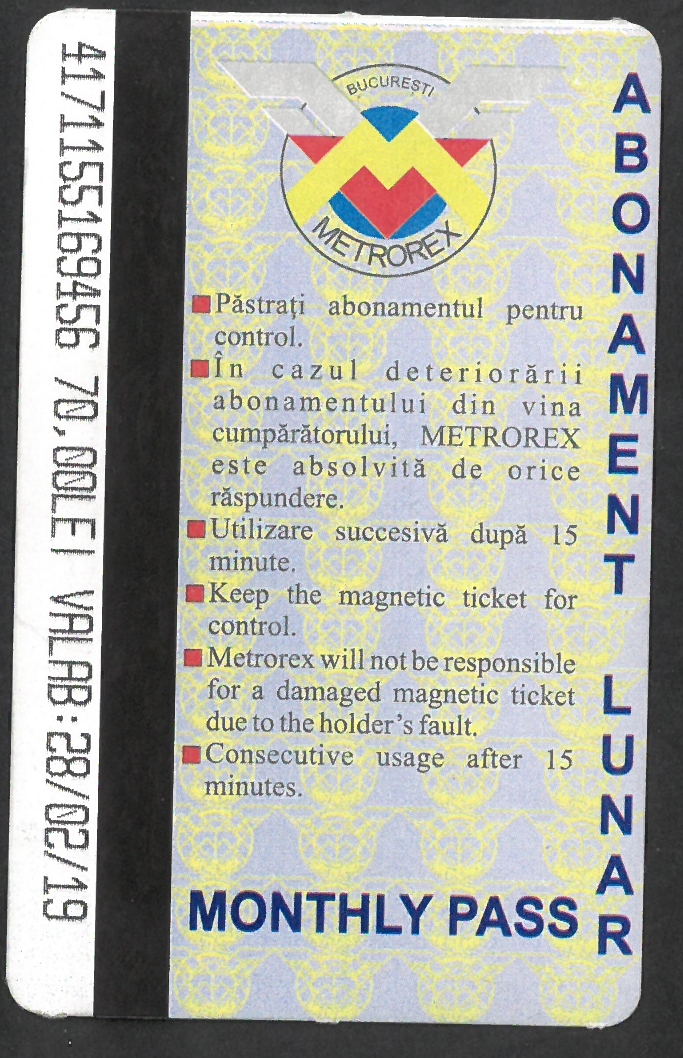 4171155169456 70,00LEI VALAB:28/02/19
BUCUREȘTI
METROREX
ABONAMENT LUNAR
Păstrați abonamentul pentru
control.
În cazul deteriorării
abonamentului din vina
cumpărătorului, METROREX
este absolvită de orice
răspundere.
Utilizare succesivă după 15
minute.
Keep the magnetic ticket for
control.
Metrorex will not be responsible
for a damaged magnetic ticket
due to the holder's fault.
Consecutive usage after 15
minutes.
MONTHLY PASS